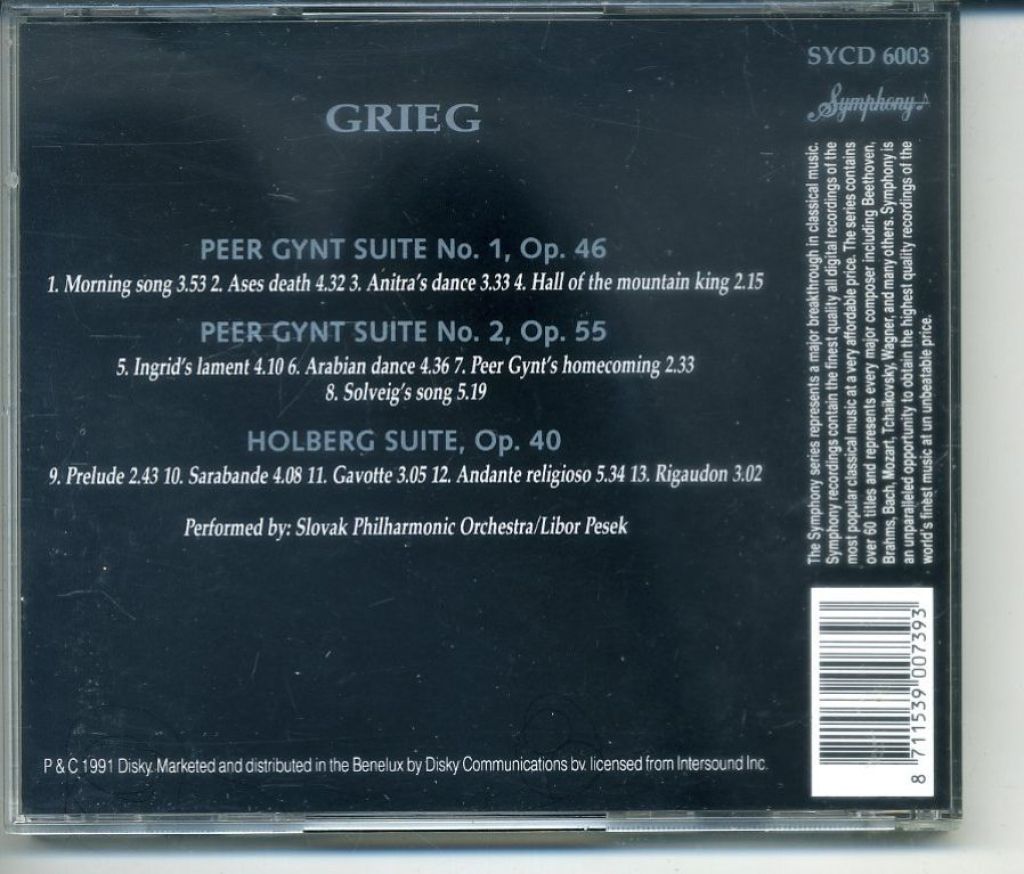 SYCD 6003
Symphony
GRIEG
PEER GYNT SUITE No. 1, Op. 46
1. Morning song 3.53 2. Ases death 4.32 3. Anitra's dance 3.33 4. Hall of the mountain king 2.15
PEER GYNT SUITE No. 2, Op. 55
5. Ingrid's lament 4.10 6. Arabian dance 4.36 7. Peer Gynt's homecoming 2.33
8. Solveig's song 5.19
HOLBERG SUITE, Op. 40
9. Prelude 2.43 10. Sarabande 4.08 11. Gavotte 3.05 12. Andante religioso 5.34 13. Rigaudon 3.02
Performed by: Slovak Philharmonic Orchestra/Libor Pesek
P & C 1991 Disky. Marketed and distributed in the Benelux by Disky Communications bv. licensed from Intersound Inc.
The Symphony series represents a major breakthrough in classical music.
Symphony recordings contain the finest quality all digital recordings of the
most popular classical music at a very affordable price. The series contains
over 60 titles and represents every major composer including Beethoven,
Brahms, Bach, Mozart, Tchaikovsky, Wagner, and many others. Symphony is
an unparalleled opportunity to obtain the highest quality recordings of the
world's finest music at un unbeatable price.
8 711539 007393